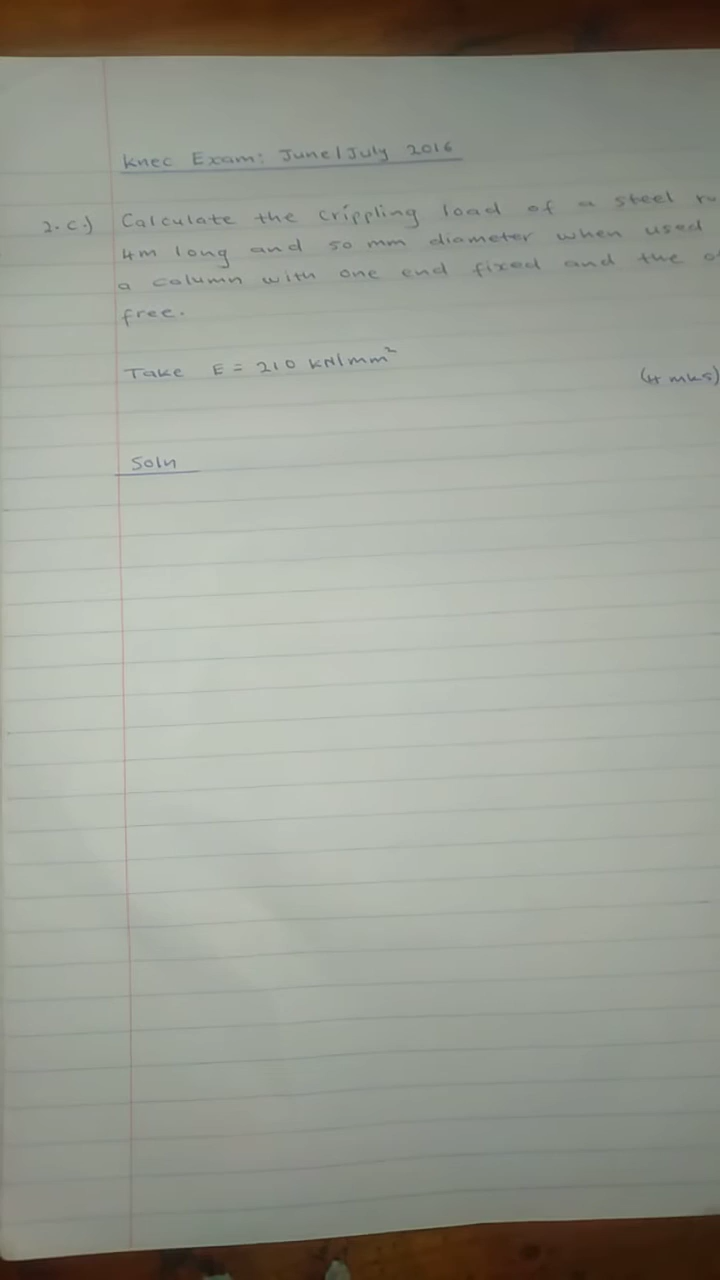 Knec Exam: June/July 2016
2. c) Calculate the crippling load of a steel
4m long and 50 mm diameter when used
a column with one end fixed and the
free.
Take E = 210 kN/mm²
(4 mks)
Soln